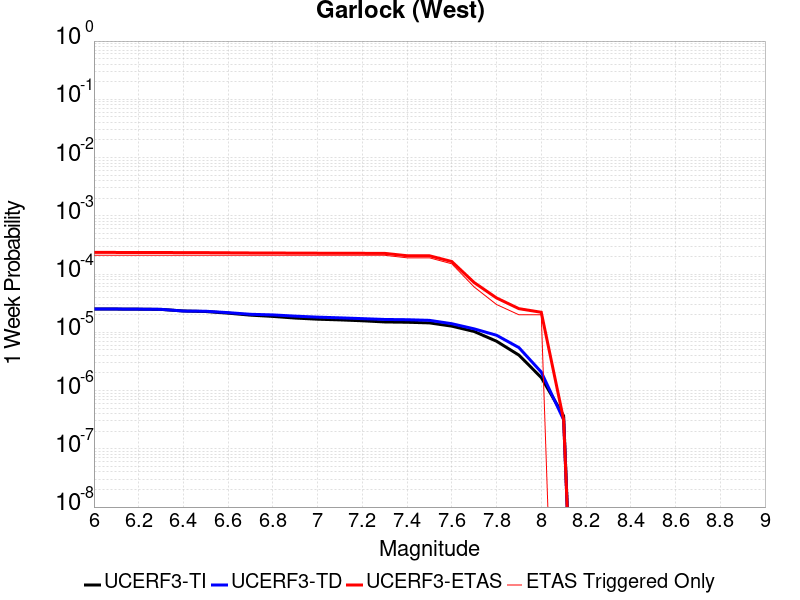 Garlock (West)
10^0
10^-1
10^-2
10^-3
10^-4
10^-5
10^-6
10^-7
10^-8
1 Week Probability
6 6.2 6.4 6.6 6.8 7 7.2 7.4 7.6 7.8 8 8.2 8.4 8.6 8.8 9
Magnitude
UCERF3-TI UCERF3-TD UCERF3-ETAS ETAS Triggered Only